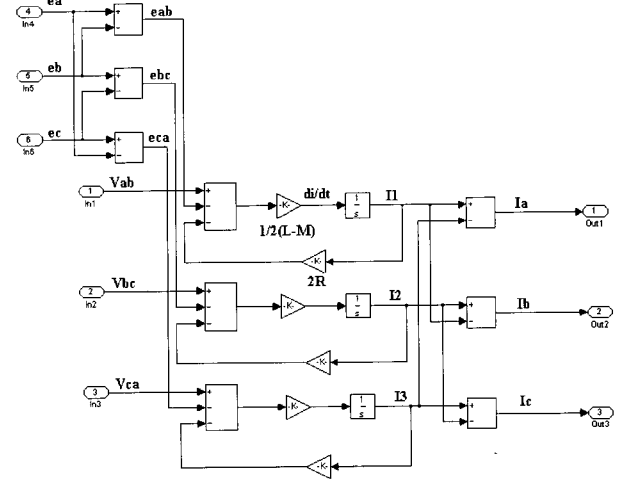 ea
4
In4
+
−
eab
eb
5
In5
+
−
ebc
ec
6
In6
+
−
eca
Vab
1
In1
+
−
−
-K-
1/2(L-M)
di/dt
1
s
I1
+
−
Ia
1
Out1
-K-
2R
Vbc
2
In2
+
−
−
-K-
1
s
I2
+
−
Ib
2
Out2
-K-
Vca
3
In3
+
−
−
-K-
1
s
I3
+
−
Ic
3
Out3
-K-